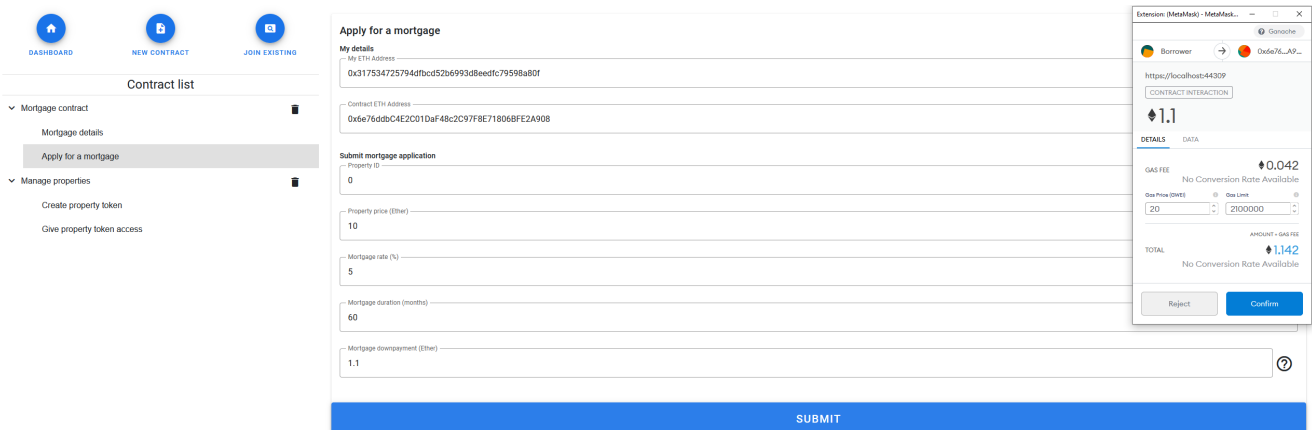 DASHBOARD
NEW CONTRACT
JOIN EXISTING
Contract list
Mortgage contract
Mortgage details
Apply for a mortgage
Manage properties
Create property token
Give property token access
Apply for a mortgage
My details
My ETH Address
0x317534725794dfbcd52b6993d8eedfc79598a80f
Contract ETH Address
0x6e76ddbC4E2C01DaF48c2C97F8E71806BFE2A908
Submit mortgage application
Property ID
0
Property price (Ether)
10
Mortgage rate (%)
5
Mortgage duration (months)
60
Mortgage downpayment (Ether)
1.1
SUBMIT
Extension: (MetaMask) - MetaMask...
Ganache
Borrower
0x6e76...A9...
https://localhost:44309
CONTRACT INTERACTION
1.1
DETAILS DATA
GAS FEE 0.042
No Conversion Rate Available
Gas Price (GWEI) Gas Limit
20 2100000
AMOUNT + GAS FEE
TOTAL 1.142
No Conversion Rate Available
Reject Confirm